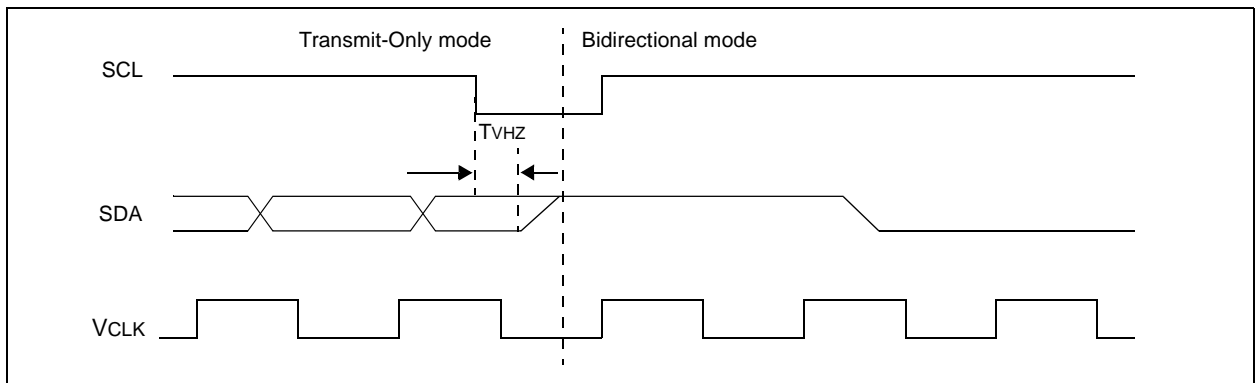 Transmit-Only mode
Bidirectional mode
SCL
TVHZ
SDA
VCLK